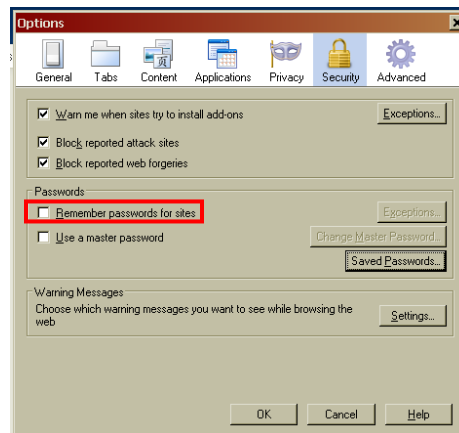 Options
General Tabs Content Applications Privacy Security Advanced
Warn me when sites try to install add-ons Exceptions...
Block reported attack sites
Block reported web forgeries
Passwords
Remember passwords for sites Exceptions...
Use a master password Change Master Password...
Saved Passwords...
Warning Messages
Choose which warning messages you want to see while browsing the
web Settings...
OK Cancel Help